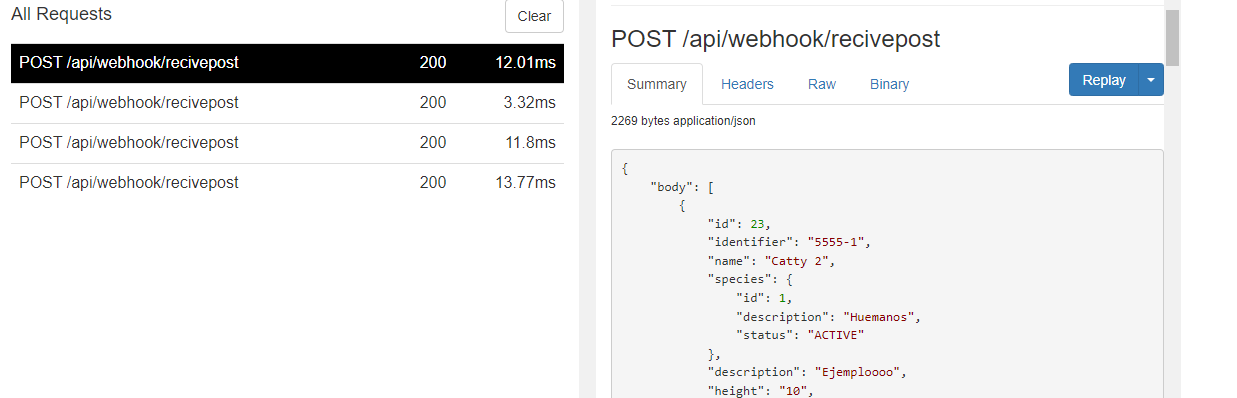 All Requests
Clear
POST /api/webhook/recivepost 200 12.01ms
POST /api/webhook/recivepost 200 3.32ms
POST /api/webhook/recivepost 200 11.8ms
POST /api/webhook/recivepost 200 13.77ms
POST /api/webhook/recivepost
Summary Headers Raw Binary Replay
2269 bytes application/json
{
"body": [
{
"id": 23,
"identifier": "5555-1",
"name": "Catty 2",
"species": {
"id": 1,
"description": "Huemanos",
"status": "ACTIVE"
},
"description": "Ejemploooo",
"height": "10",